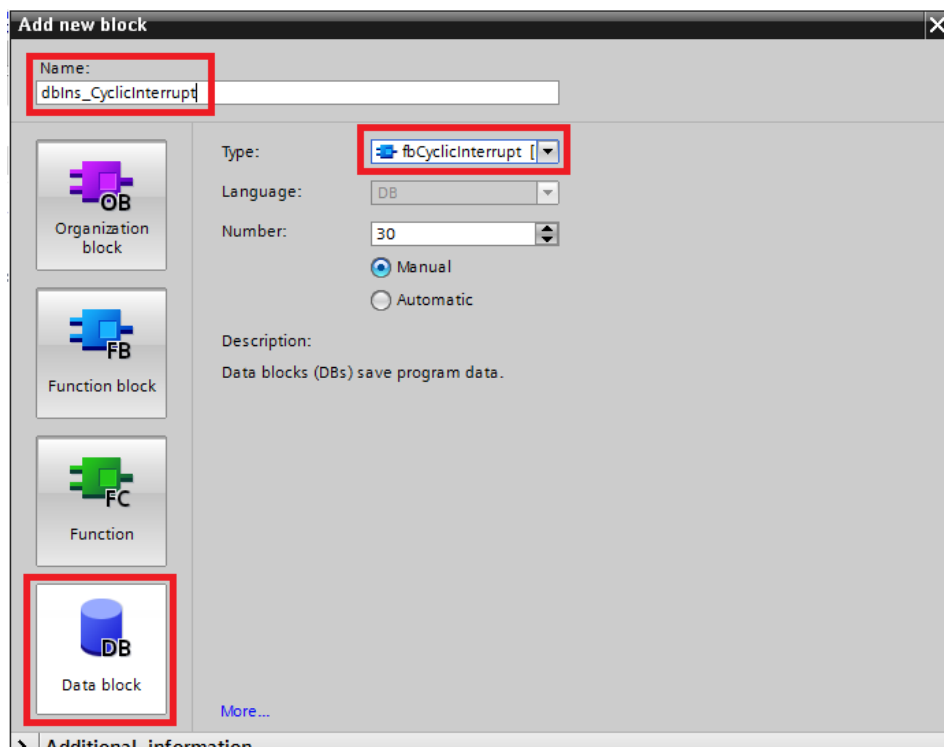 Add new block
Name:
dbIns_CyclicInterrupt
OB
Organization
block
FB
Function block
FC
Function
DB
Data block
Type:
fbCyclicInterrupt [
Language:
DB
Number:
30
Manual
Automatic
Description:
Data blocks (DBs) save program data.
More...
Additional information